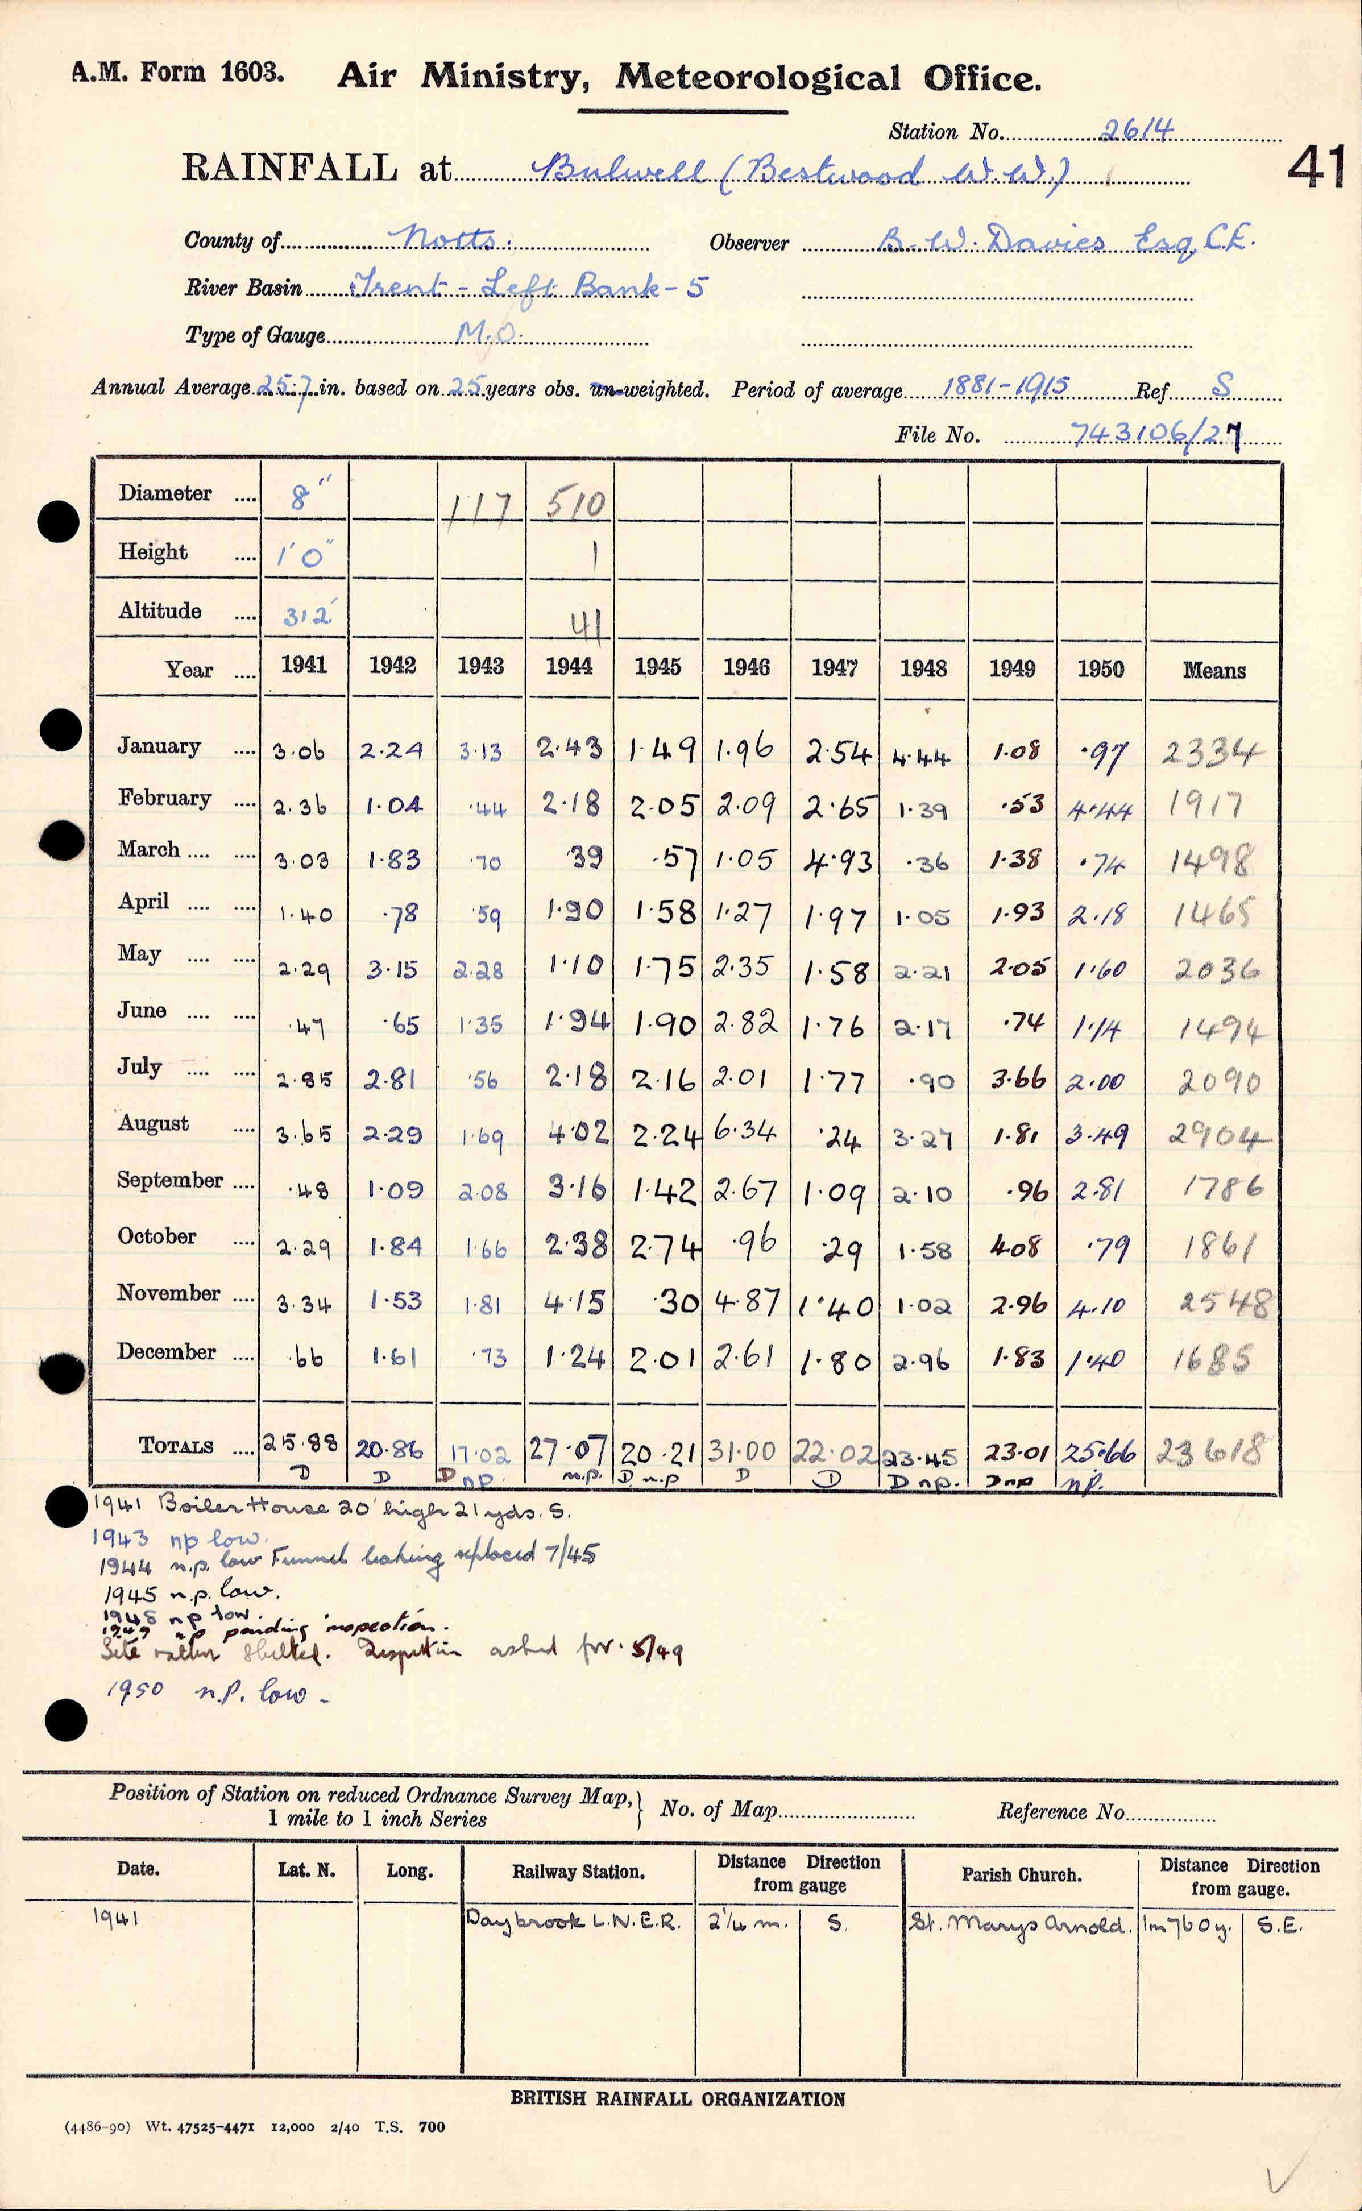 A.M. Form 1603. Air Ministry, Meteorological Office.
Station No. 2614
41
RAINFALL at Bulwell (Bestwood W.W.)
County of Notts. Observer B. W. Davies Esq, C.E.
River Basin Trent - Left Bank - 5
Type of Gauge M.O.
Annual Average 25.7 in. based on 25 years obs. un-weighted. Period of average 1881-1915 Ref S
File No. 743106/27
Diameter .... 8" 117 510
Height .... 1'0" 1
Altitude .... 312' 41
Year .... 1941 1942 1943 1944 1945 1946 1947 1948 1949 1950 Means
January .... 3.06 2.24 3.13 2.43 1.49 1.96 2.54 4.44 1.08 .97 2334
February .... 2.36 1.04 .44 2.18 2.05 2.09 2.65 1.39 .53 4.44 1917
March .... .... 3.03 1.83 .70 .39 .57 1.05 4.93 .36 1.38 .74 1498
April .... .... 1.40 .78 .59 1.90 1.58 1.27 1.97 1.05 1.93 2.18 1465
May .... .... 2.29 3.15 2.28 1.10 1.75 2.35 1.58 2.21 2.05 1.60 2036
June .... .... .47 .65 1.35 1.94 1.90 2.82 1.76 2.17 .74 1.14 1494
July .... .... 2.85 2.81 .56 2.18 2.16 2.01 1.77 .90 3.66 2.00 2090
August .... 3.65 2.29 1.69 4.02 2.24 6.34 .24 3.27 1.81 3.49 2904
September .... .48 1.09 2.08 3.16 1.42 2.67 1.09 2.10 .96 2.81 1786
October .... 2.29 1.84 1.66 2.38 2.74 .96 .29 1.58 4.08 .79 1861
November .... 3.34 1.53 1.81 4.15 .30 4.87 1.40 1.02 2.96 4.10 2548
December .... .66 1.61 .73 1.24 2.01 2.61 1.80 2.96 1.83 1.40 1685
TOTALS .... 25.88 20.86 17.02 27.07 20.21 31.00 22.02 23.45 23.01 25.66 23618
D D D np. n.p. D n.p D D D np. D np n.p.
1941 Boiler House 20' high 21 yds. S.
1943 np low.
1944 n.p. low Funnel leaking replaced 7/45
1945 n.p. low.
1948 np low.
1949 np pending inspection.
Site rather shelted. Inspection asked for. 5/49
1950 n.p. low.
Position of Station on reduced Ordnance Survey Map, } No. of Map Reference No.
1 mile to 1 inch Series
Date. Lat. N. Long. Railway Station. Distance Direction from gauge Parish Church. Distance Direction from gauge.
1941 Daybrook L.N.E.R. 2¼ m. S. St. Marys Arnold. 1m 760y. S.E.
BRITISH RAINFALL ORGANIZATION
(4486-90) Wt. 47525-4471 12,000 2/40 T.S. 700